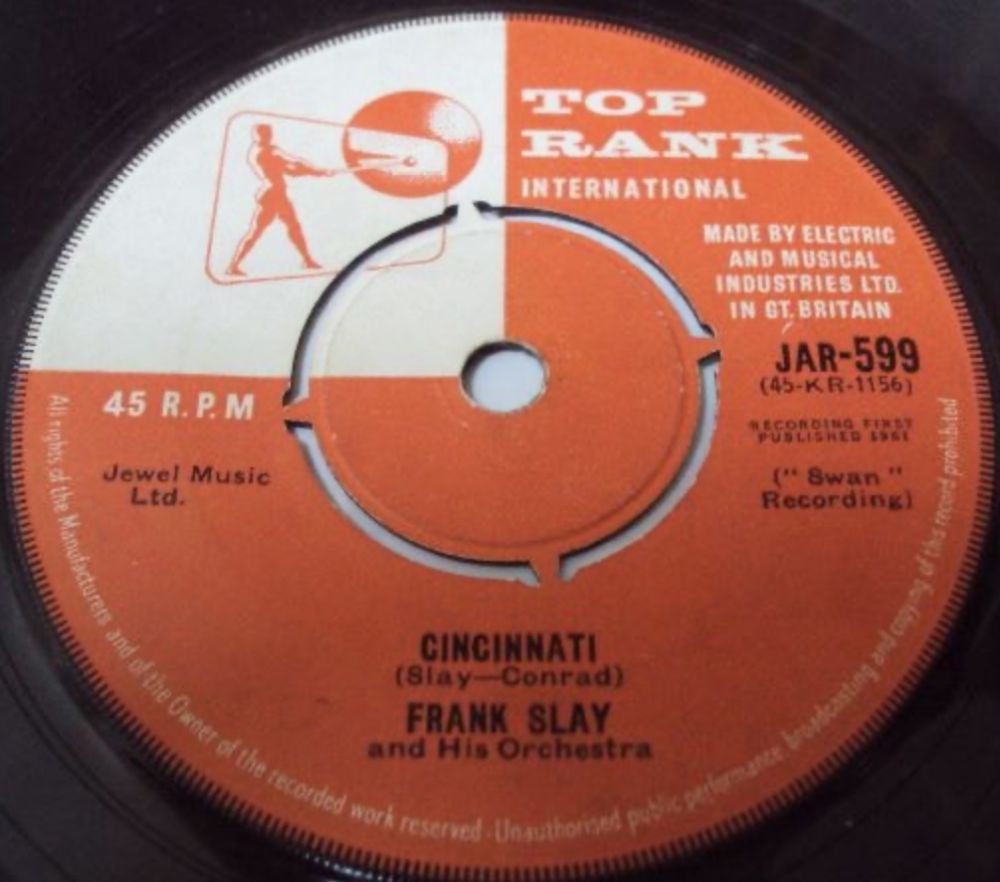 TOP
RANK
INTERNATIONAL
MADE BY ELECTRIC
AND MUSICAL
INDUSTRIES LTD.
IN GT. BRITAIN
JAR-599
(45-KR-1156)
RECORDING FIRST
PUBLISHED 1961
(" Swan "
Recording)
45 R.P.M
Jewel Music
Ltd.
CINCINNATI
(Slay—Conrad)
FRANK SLAY
and His Orchestra
All rights of the Manufacturers and of the Owner of the recorded work reserved · Unauthorised public performance broadcasting and copying of this record prohibited